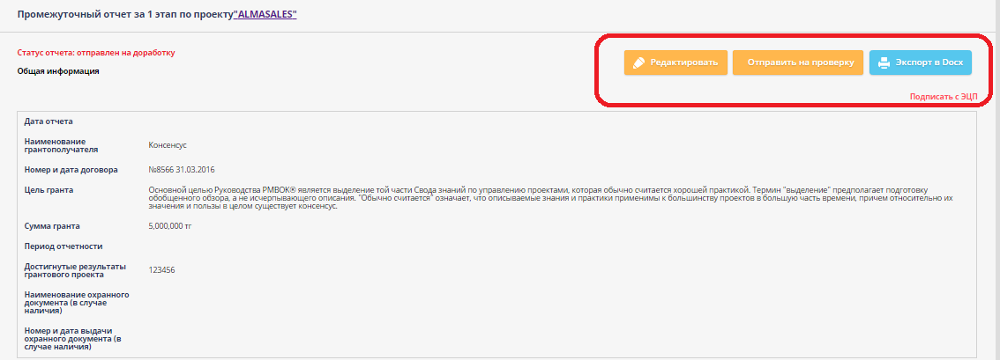 Промежуточный отчет за 1 этап по проекту"ALMASALES"
Статус отчета: отправлен на доработку
Общая информация
Редактировать
Отправить на проверку
Экспорт в Docx
Подписать с ЭЦП
Дата отчета
Наименование
грантополучателя
Консенсус
Номер и дата договора
№8566 31.03.2016
Цель гранта
Основной целью Руководства PMBOK® является выделение той части Свода знаний по управлению проектами, которая обычно считается хорошей практикой. Термин "выделение" предполагает подготовку
обобщенного обзора, а не исчерпывающего описания. "Обычно считается" означает, что описываемые знания и практики применимы к большинству проектов в большую часть времени, причем относительно их
значения и пользы в целом существует консенсус.
Сумма гранта
5,000,000 тг
Период отчетности
Достигнутые результаты
грантового проекта
123456
Наименование охранного
документа (в случае
наличия)
Номер и дата выдачи
охранного документа (в
случае наличия)